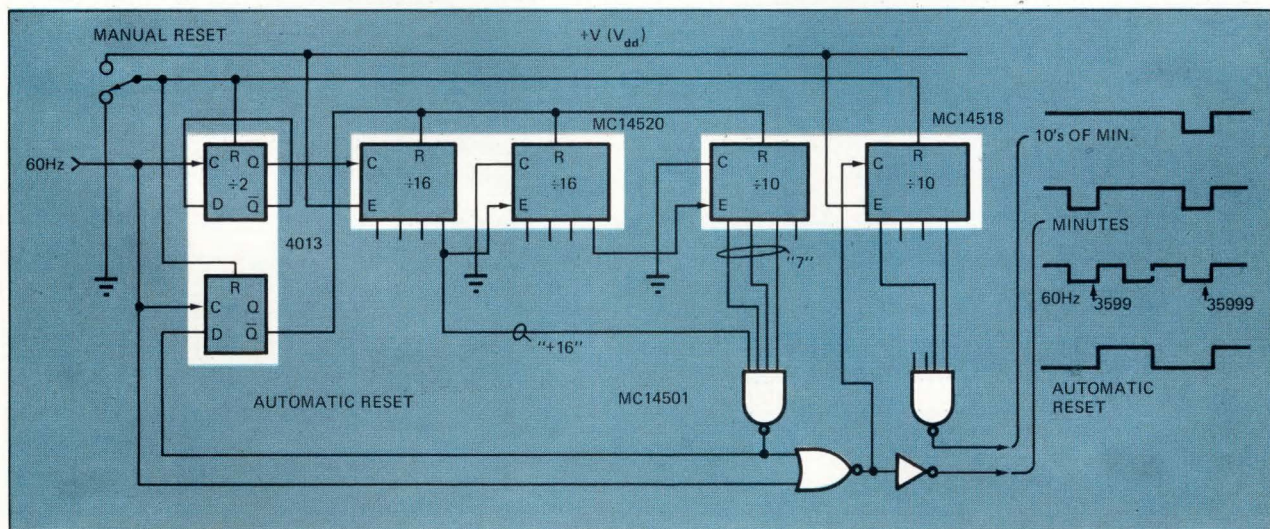 MANUAL RESET
+V (Vdd)
MC14520
MC14518
10's OF MIN.
60Hz
C R Q
÷2
D Q̅
C R
÷16
E
C R
÷16
E
C R
÷10
E
C R
÷10
E
MINUTES
4013
"7"
60Hz 3599 35999
R
C Q
D Q̅
"+16"
AUTOMATIC RESET
MC14501
AUTOMATIC
RESET